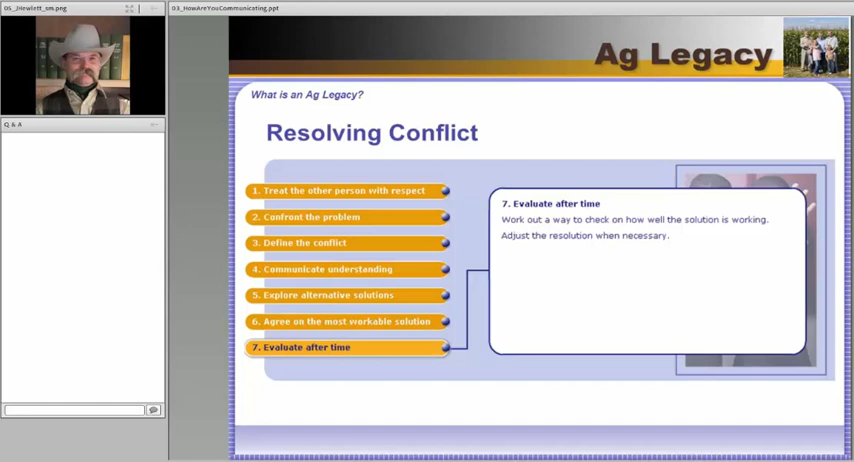 05_JHewlett_sm.png
03_HowAreYouCommunicating.ppt
Ag Legacy
What is an Ag Legacy?
Q & A
Resolving Conflict
1. Treat the other person with respect
2. Confront the problem
3. Define the conflict
4. Communicate understanding
5. Explore alternative solutions
6. Agree on the most workable solution
7. Evaluate after time
7. Evaluate after time
Work out a way to check on how well the solution is working.
Adjust the resolution when necessary.